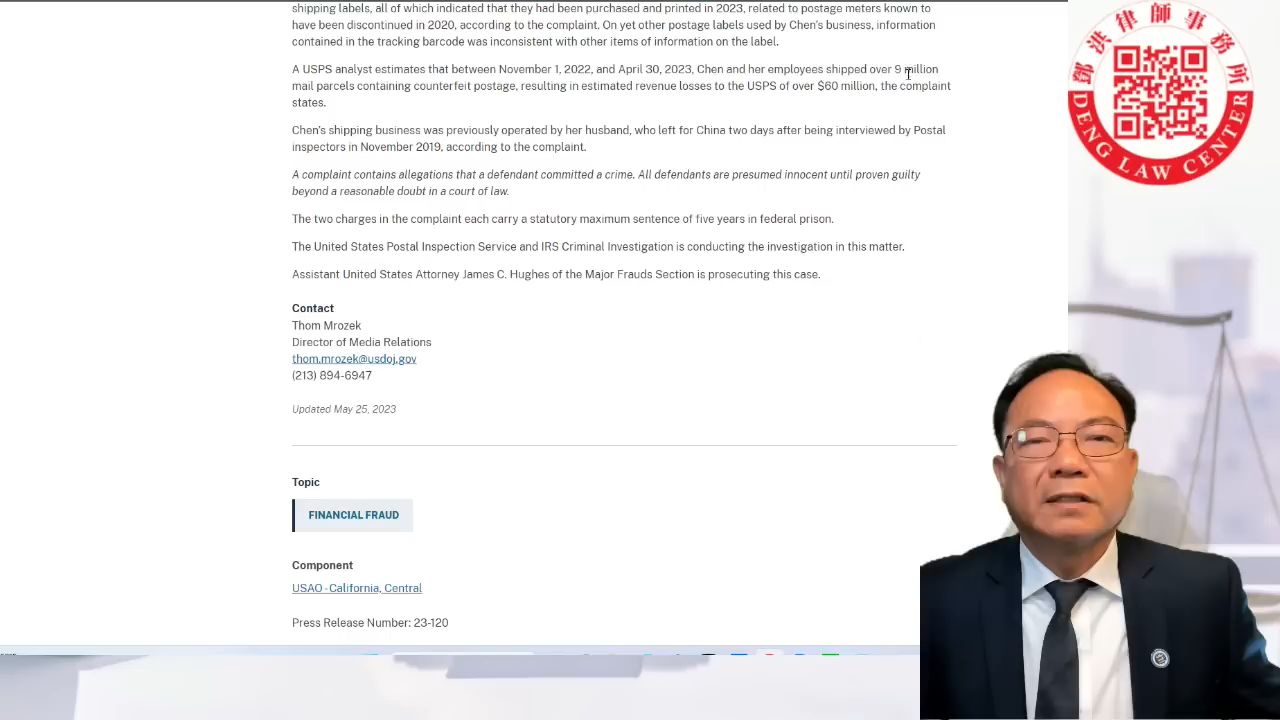 shipping labels, all of which indicated that they had been purchased and printed in 2023, related to postage meters known to
have been discontinued in 2020, according to the complaint. On yet other postage labels used by Chen's business, information
contained in the tracking barcode was inconsistent with other items of information on the label.
A USPS analyst estimates that between November 1, 2022, and April 30, 2023, Chen and her employees shipped over 9 million
mail parcels containing counterfeit postage, resulting in estimated revenue losses to the USPS of over $60 million, the complaint
states.
Chen's shipping business was previously operated by her husband, who left for China two days after being interviewed by Postal
inspectors in November 2019, according to the complaint.
A complaint contains allegations that a defendant committed a crime. All defendants are presumed innocent until proven guilty
beyond a reasonable doubt in a court of law.
The two charges in the complaint each carry a statutory maximum sentence of five years in federal prison.
The United States Postal Inspection Service and IRS Criminal Investigation is conducting the investigation in this matter.
Assistant United States Attorney James C. Hughes of the Major Frauds Section is prosecuting this case.
Contact
Thom Mrozek
Director of Media Relations
thom.mrozek@usdoj.gov
(213) 894-6947
Updated May 25, 2023
Topic
FINANCIAL FRAUD
Component
USAO - California, Central
Press Release Number: 23-120
鄧洪律師事務所
DENG LAW CENTER